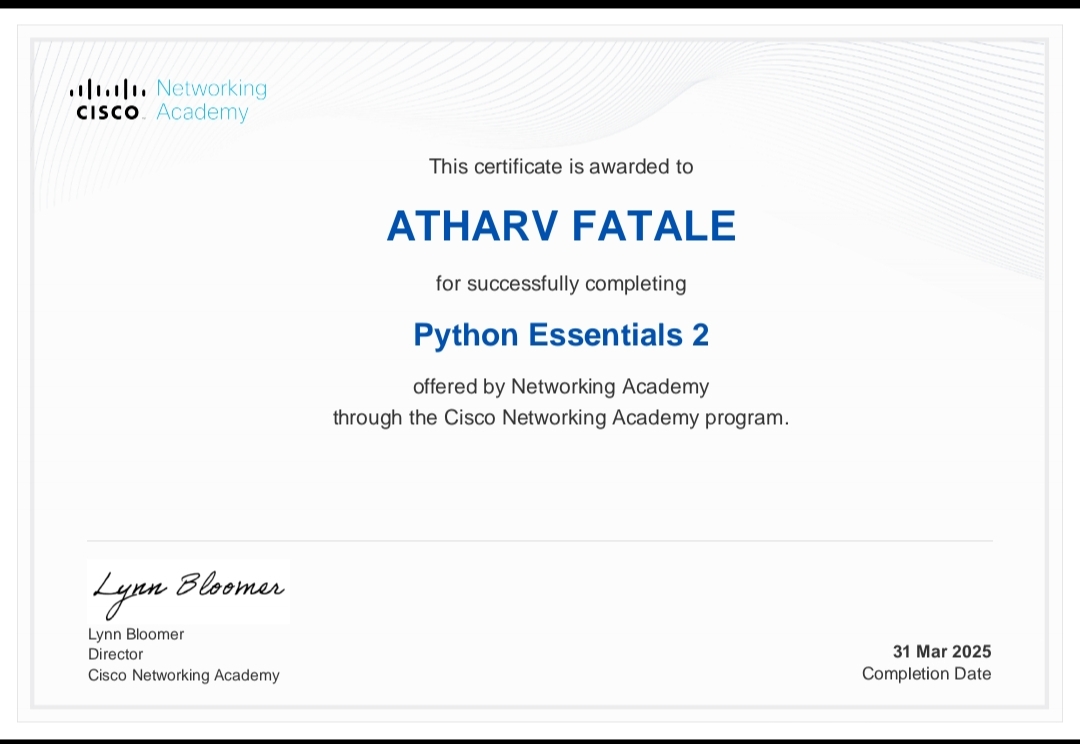 Networking
CISCO Academy
This certificate is awarded to
ATHARV FATALE
for successfully completing
Python Essentials 2
offered by Networking Academy
through the Cisco Networking Academy program.
Lynn Bloomer
Lynn Bloomer
Director
Cisco Networking Academy
31 Mar 2025
Completion Date